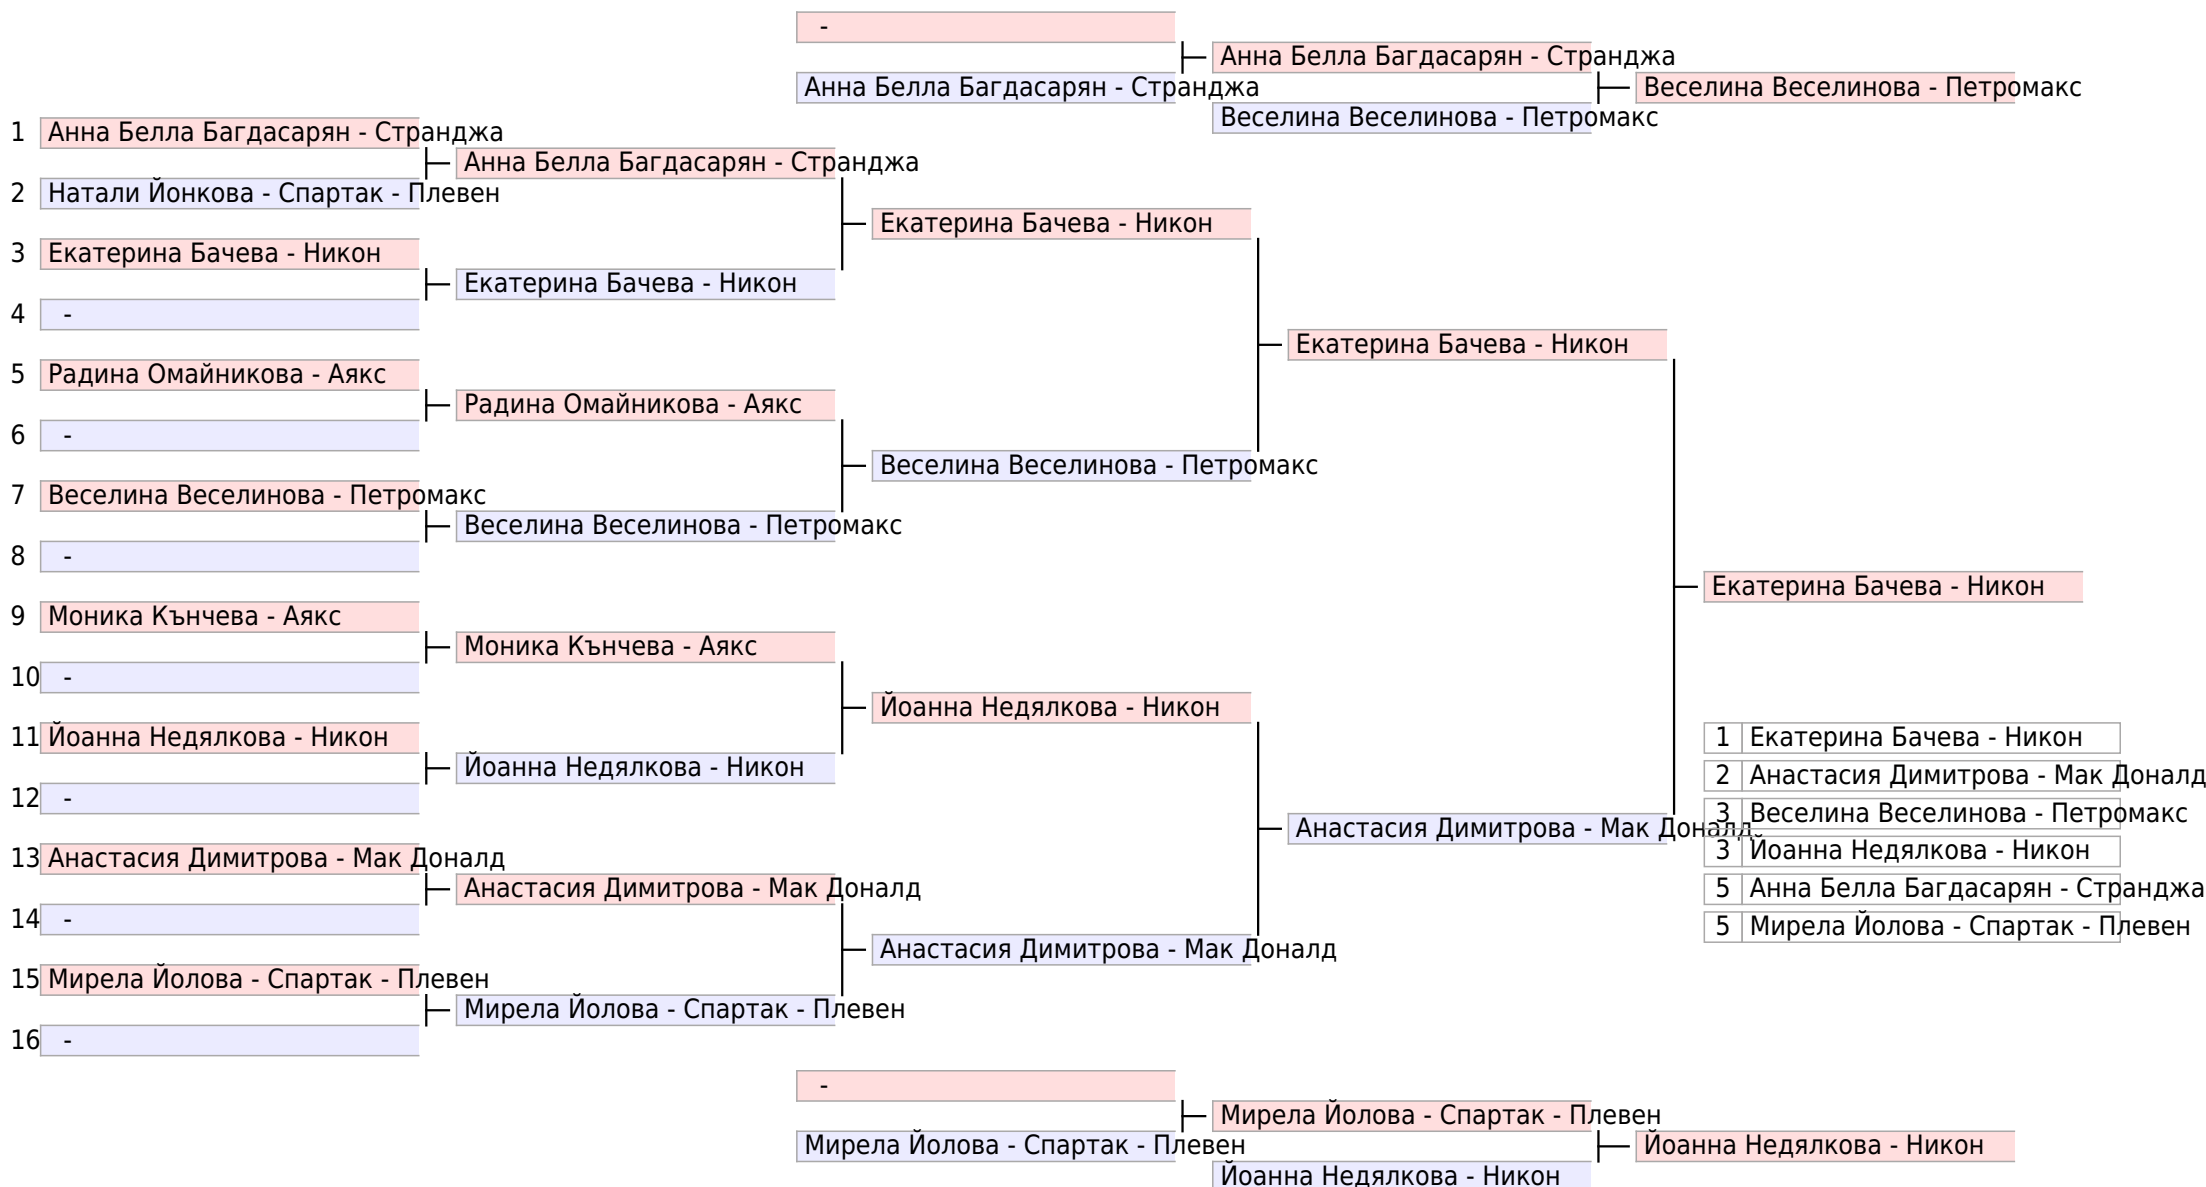 -
Анна Белла Багдасарян - Странджа
Анна Белла Багдасарян - Странджа
Веселина Веселинова - Петромакс
Веселина Веселинова - Петромакс
1 Анна Белла Багдасарян - Странджа
Анна Белла Багдасарян - Странджа
2 Натали Йонкова - Спартак - Плевен
Екатерина Бачева - Никон
3 Екатерина Бачева - Никон
Екатерина Бачева - Никон
4 -
Екатерина Бачева - Никон
5 Радина Омайникова - Аякс
Радина Омайникова - Аякс
6 -
Веселина Веселинова - Петромакс
7 Веселина Веселинова - Петромакс
Веселина Веселинова - Петромакс
8 -
Екатерина Бачева - Никон
9 Моника Кънчева - Аякс
Моника Кънчева - Аякс
10 -
Йоанна Недялкова - Никон
11 Йоанна Недялкова - Никон
Йоанна Недялкова - Никон
12 -
Анастасия Димитрова - Мак Доналд
13 Анастасия Димитрова - Мак Доналд
Анастасия Димитрова - Мак Доналд
14 -
Анастасия Димитрова - Мак Доналд
15 Мирела Йолова - Спартак - Плевен
Мирела Йолова - Спартак - Плевен
16 -
1 Екатерина Бачева - Никон
2 Анастасия Димитрова - Мак Доналд
3 Веселина Веселинова - Петромакс
3 Йоанна Недялкова - Никон
5 Анна Белла Багдасарян - Странджа
5 Мирела Йолова - Спартак - Плевен
-
Мирела Йолова - Спартак - Плевен
Мирела Йолова - Спартак - Плевен
Йоанна Недялкова - Никон
Йоанна Недялкова - Никон